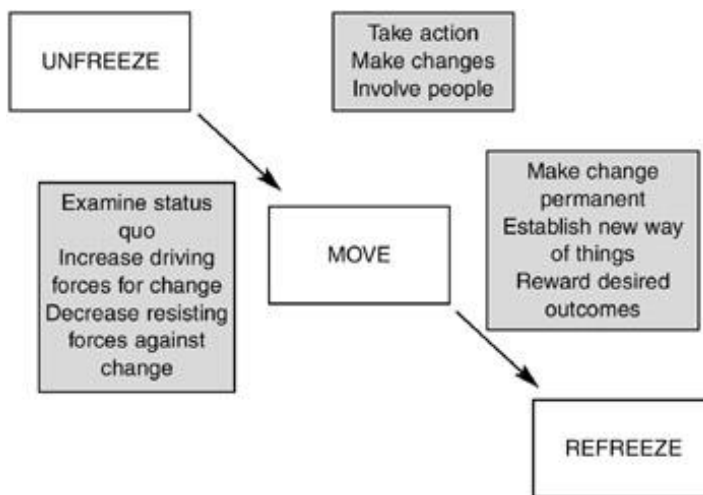 UNFREEZE
Take action
Make changes
Involve people
Examine status
quo
Increase driving
forces for change
Decrease resisting
forces against
change
MOVE
Make change
permanent
Establish new way
of things
Reward desired
outcomes
REFREEZE